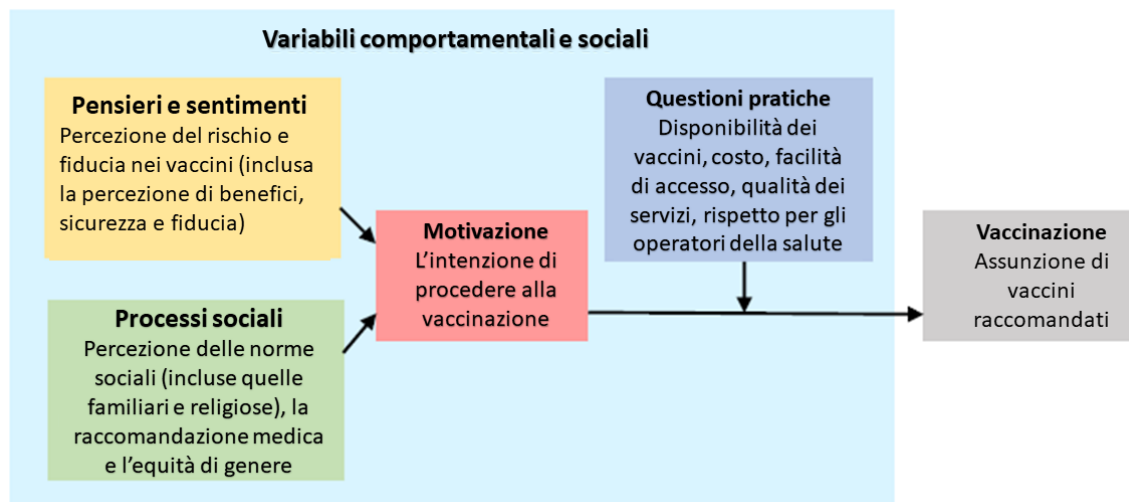 Variabili comportamentali e sociali
Pensieri e sentimenti
Percezione del rischio e
fiducia nei vaccini (inclusa
la percezione di benefici,
sicurezza e fiducia)
Processi sociali
Percezione delle norme
sociali (incluse quelle
familiari e religiose), la
raccomandazione medica
e l’equità di genere
Motivazione
L’intenzione di
procedere alla
vaccinazione
Questioni pratiche
Disponibilità dei
vaccini, costo, facilità
di accesso, qualità dei
servizi, rispetto per gli
operatori della salute
Vaccinazione
Assunzione di
vaccini
raccomandati